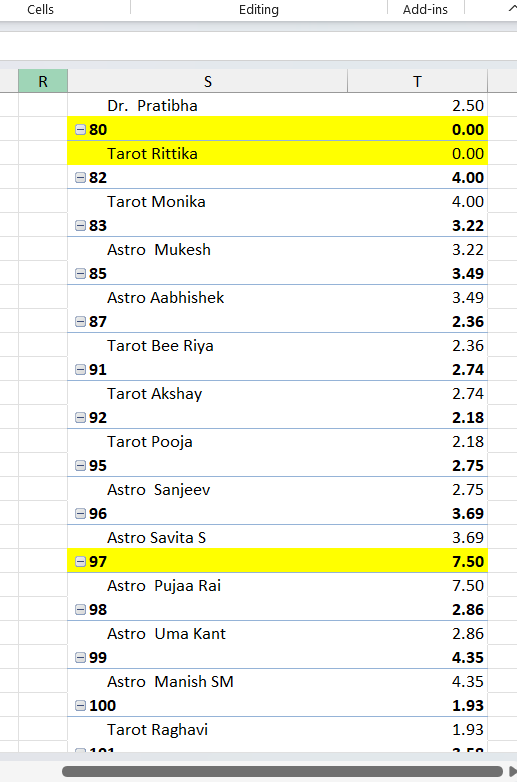 Cells Editing Add-ins
R S T
Dr.  Pratibha 2.50
80 0.00
Tarot Rittika 0.00
82 4.00
Tarot Monika 4.00
83 3.22
Astro  Mukesh 3.22
85 3.49
Astro Aabhishek 3.49
87 2.36
Tarot Bee Riya 2.36
91 2.74
Tarot Akshay 2.74
92 2.18
Tarot Pooja 2.18
95 2.75
Astro  Sanjeev 2.75
96 3.69
Astro Savita S 3.69
97 7.50
Astro  Pujaa Rai 7.50
98 2.86
Astro  Uma Kant 2.86
99 4.35
Astro  Manish SM 4.35
100 1.93
Tarot Raghavi 1.93